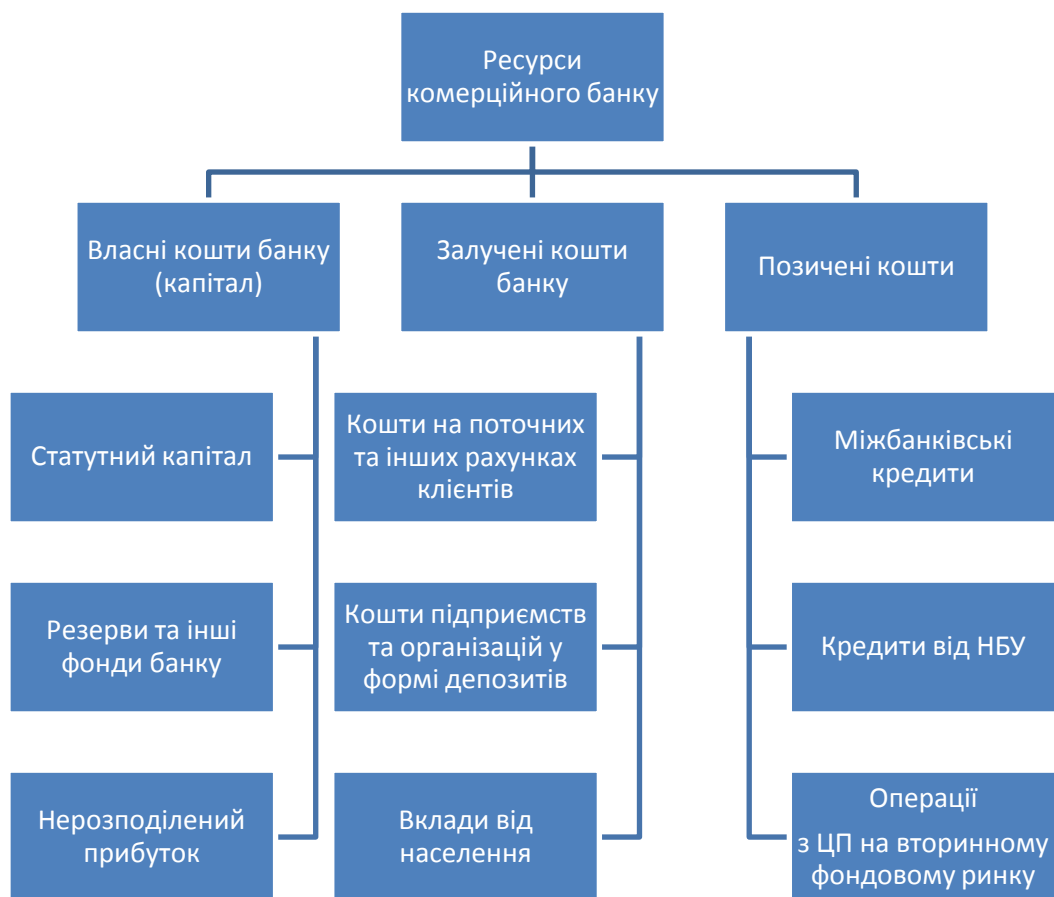 Ресурси
комерційного банку
Власні кошти банку
(капітал)
Залучені кошти
банку
Позичені кошти
Статутний капітал
Кошти на поточних
та інших рахунках
клієнтів
Міжбанківські
кредити
Резерви та інші
фонди банку
Кошти підприємств
та організацій у
формі депозитів
Кредити від НБУ
Нерозподілений
прибуток
Вклади від
населення
Операції
з ЦП на вторинному
фондовому ринку